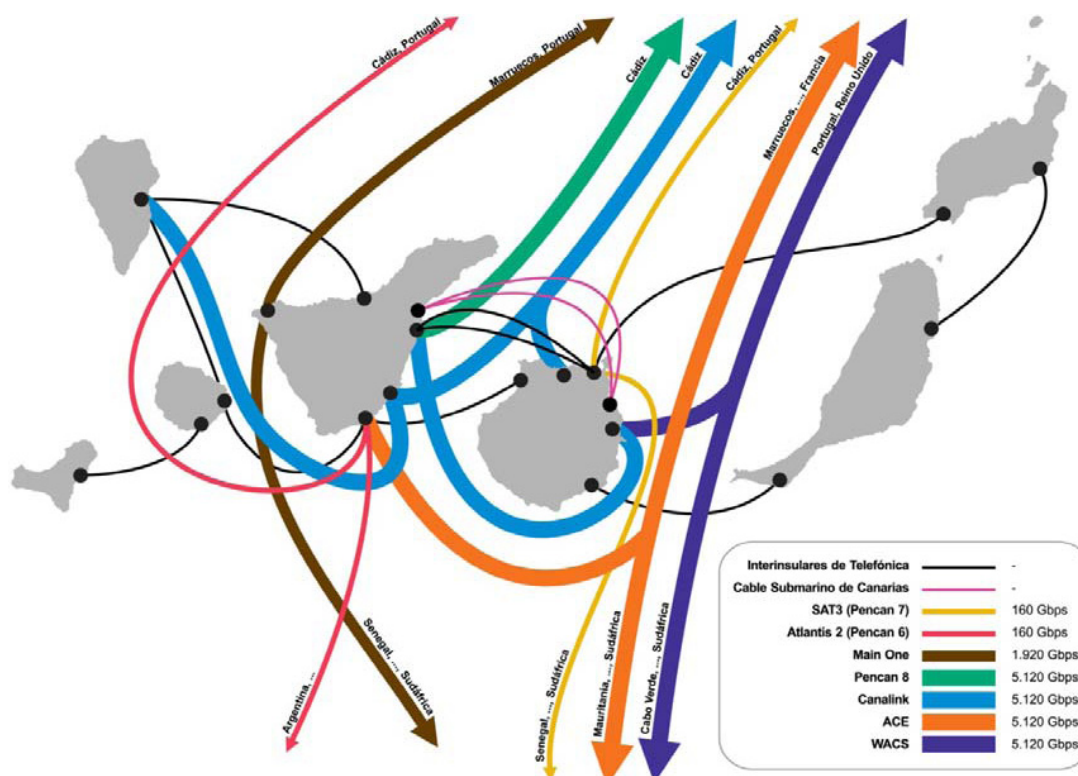 Cádiz, Portugal
Marruecos, Portugal
Cádiz
Cádiz
Cádiz, Portugal
Marruecos, ..., Francia
Portugal, Reino Unido
Argentina, ...
Senegal, ..., Sudáfrica
Senegal, ..., Sudáfrica
Mauritania, ..., Sudáfrica
Cabo Verde, ..., Sudáfrica
Interinsulares de Telefónica -
Cable Submarino de Canarias -
SAT3 (Pencan 7) 160 Gbps
Atlantis 2 (Pencan 6) 160 Gbps
Main One 1.920 Gbps
Pencan 8 5.120 Gbps
Canalink 5.120 Gbps
ACE 5.120 Gbps
WACS 5.120 Gbps